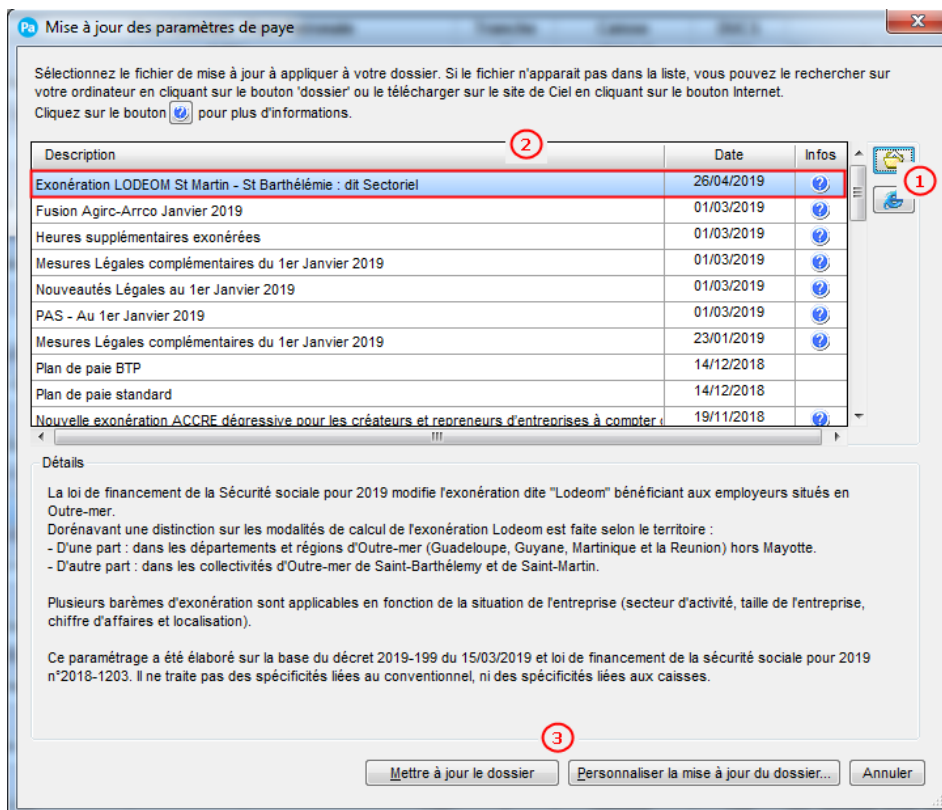 Pa Mise à jour des paramètres de paye
Sélectionnez le fichier de mise à jour à appliquer à votre dossier. Si le fichier n'apparait pas dans la liste, vous pouvez le rechercher sur
votre ordinateur en cliquant sur le bouton 'dossier' ou le télécharger sur le site de Ciel en cliquant sur le bouton Internet.
Cliquez sur le bouton ? pour plus d'informations.
2
Description Date Infos
1
Exonération LODEOM St Martin - St Barthélémie : dit Sectoriel 26/04/2019 ?
Fusion Agirc-Arrco Janvier 2019 01/03/2019 ?
Heures supplémentaires exonérées 01/03/2019 ?
Mesures Légales complémentaires du 1er Janvier 2019 01/03/2019 ?
Nouveautés Légales au 1er Janvier 2019 01/03/2019 ?
PAS - Au 1er Janvier 2019 01/03/2019 ?
Mesures Légales complémentaires du 1er Janvier 2019 23/01/2019 ?
Plan de paie BTP 14/12/2018
Plan de paie standard 14/12/2018
Nouvelle exonération ACCRE dégressive pour les créateurs et repreneurs d'entreprises à compter 19/11/2018 ?
Détails
La loi de financement de la Sécurité sociale pour 2019 modifie l'exonération dite "Lodeom" bénéficiant aux employeurs situés en
Outre-mer.
Dorénavant une distinction sur les modalités de calcul de l'exonération Lodeom est faite selon le territoire :
- D'une part : dans les départements et régions d'Outre-mer (Guadeloupe, Guyane, Martinique et la Reunion) hors Mayotte.
- D'autre part : dans les collectivités d'Outre-mer de Saint-Barthélemy et de Saint-Martin.
Plusieurs barèmes d'exonération sont applicables en fonction de la situation de l'entreprise (secteur d'activité, taille de l'entreprise,
chiffre d'affaires et localisation).
Ce paramétrage a été élaboré sur la base du décret 2019-199 du 15/03/2019 et loi de financement de la sécurité sociale pour 2019
n°2018-1203. Il ne traite pas des spécificités liées au conventionnel, ni des spécificités liées aux caisses.
3
Mettre à jour le dossier Personnaliser la mise à jour du dossier... Annuler